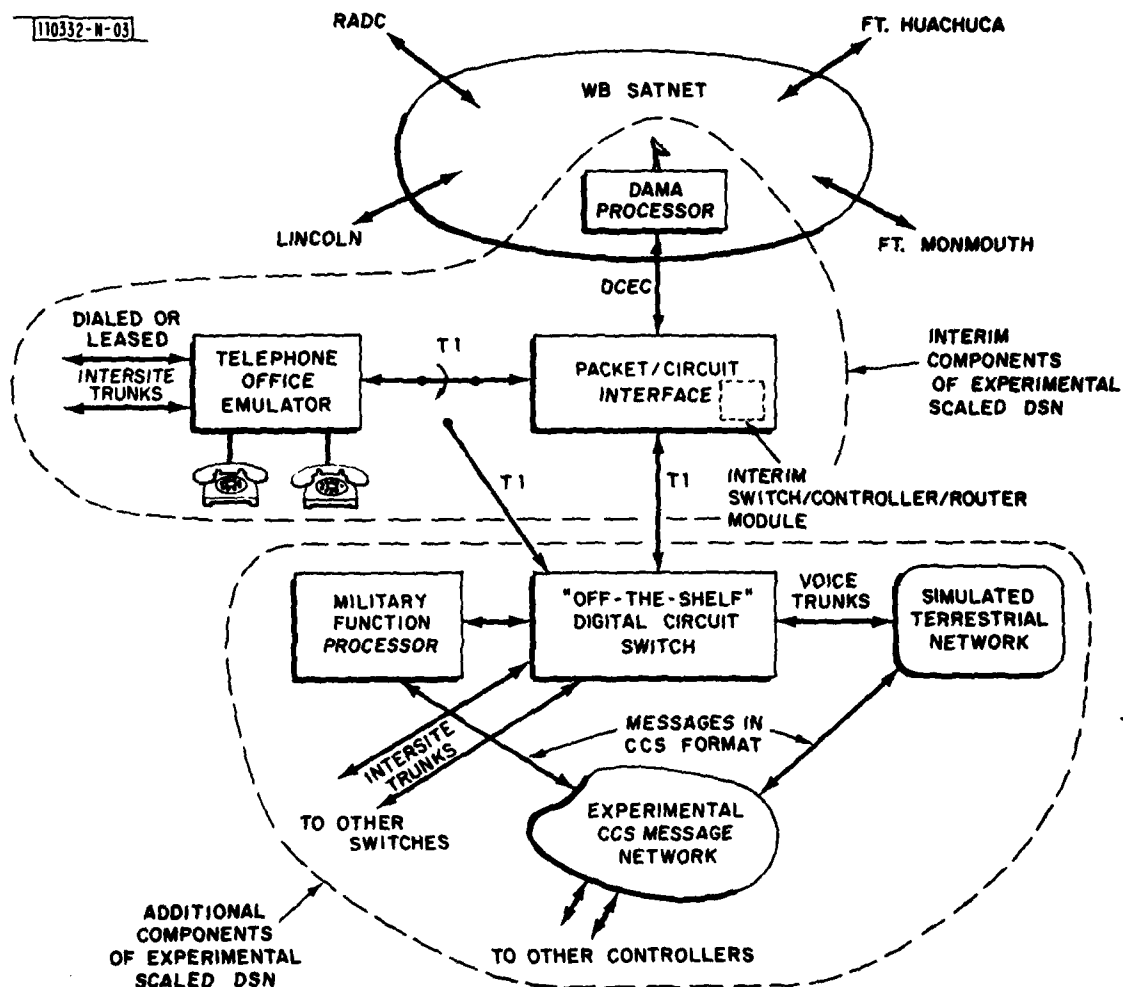 110332-N-03
RADC
FT. HUACHUCA
WB SATNET
DAMA
PROCESSOR
LINCOLN
FT. MONMOUTH
DCEC
DIALED OR
LEASED
INTERSITE
TRUNKS
TELEPHONE
OFFICE
EMULATOR
T1
PACKET/CIRCUIT
INTERFACE
INTERIM
COMPONENTS
OF EXPERIMENTAL
SCALED DSN
T1
T1
INTERIM
SWITCH/CONTROLLER/ROUTER
MODULE
MILITARY
FUNCTION
PROCESSOR
"OFF-THE-SHELF"
DIGITAL CIRCUIT
SWITCH
VOICE
TRUNKS
SIMULATED
TERRESTRIAL
NETWORK
INTERSITE
TRUNKS
MESSAGES IN
CCS FORMAT
TO OTHER
SWITCHES
EXPERIMENTAL
CCS MESSAGE
NETWORK
ADDITIONAL
COMPONENTS
OF EXPERIMENTAL
SCALED DSN
TO OTHER CONTROLLERS